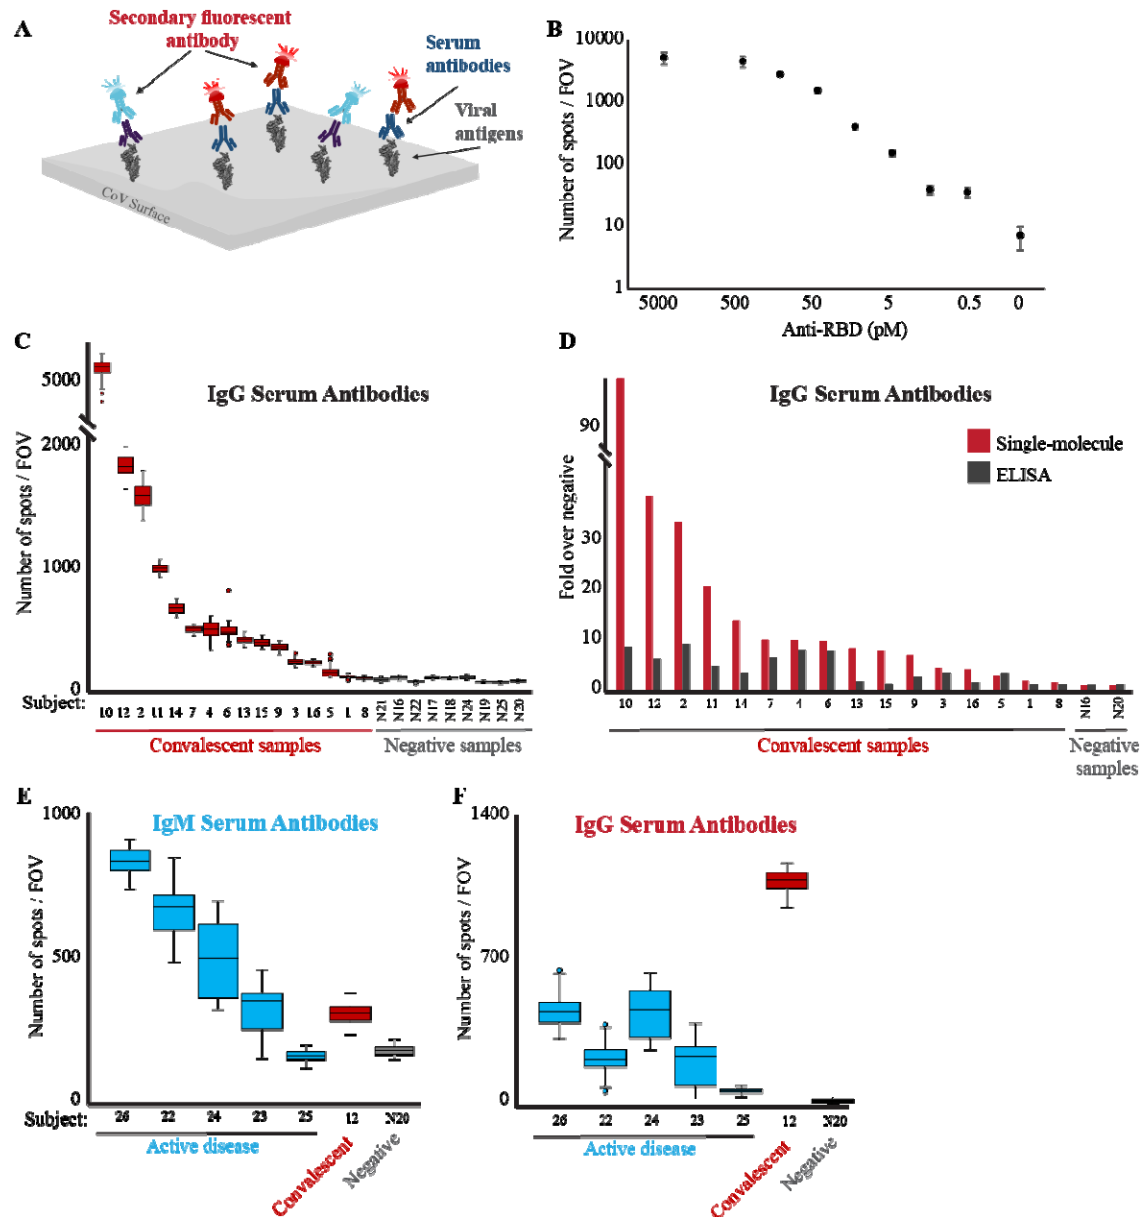 A
Secondary fluorescent
antibody
Serum
antibodies
Viral
antigens
CoV Surface
B
Number of spots / FOV
10000
1000
100
10
1
5000 500 50 5 0.5 0
Anti-RBD (pM)
C
IgG Serum Antibodies
Number of spots / FOV
5000
2000
1000
0
Subject: 10 12 2 11 14 7 4 6 13 15 9 3 16 5 1 8 N21 N16 N22 N17 N18 N24 N19 N25 N20
Convalescent samples Negative samples
D
IgG Serum Antibodies
Fold over negative
90
30
20
10
0
Single-molecule
ELISA
10 12 2 11 14 7 4 6 13 15 9 3 16 5 1 8 N16 N20
Convalescent samples Negative
samples
E
IgM Serum Antibodies
Number of spots / FOV
1000
500
0
Subject: 26 22 24 23 25 12 N20
Active disease Convalescent Negative
F
IgG Serum Antibodies
Number of spots / FOV
1400
700
0
26 22 24 23 25 12 N20
Active disease Convalescent Negative